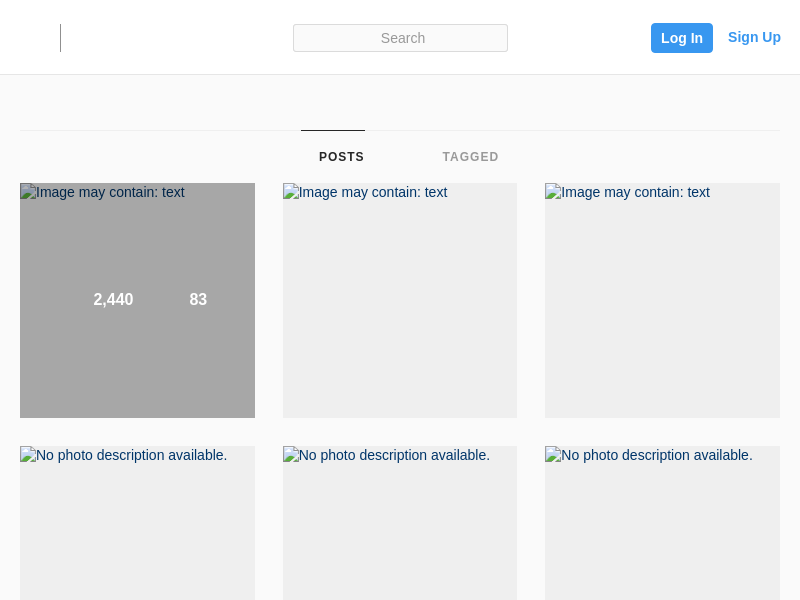 Search
Log In
Sign Up
POSTS
TAGGED
Image may contain: text
Image may contain: text
Image may contain: text
2,440
83
No photo description available.
No photo description available.
No photo description available.